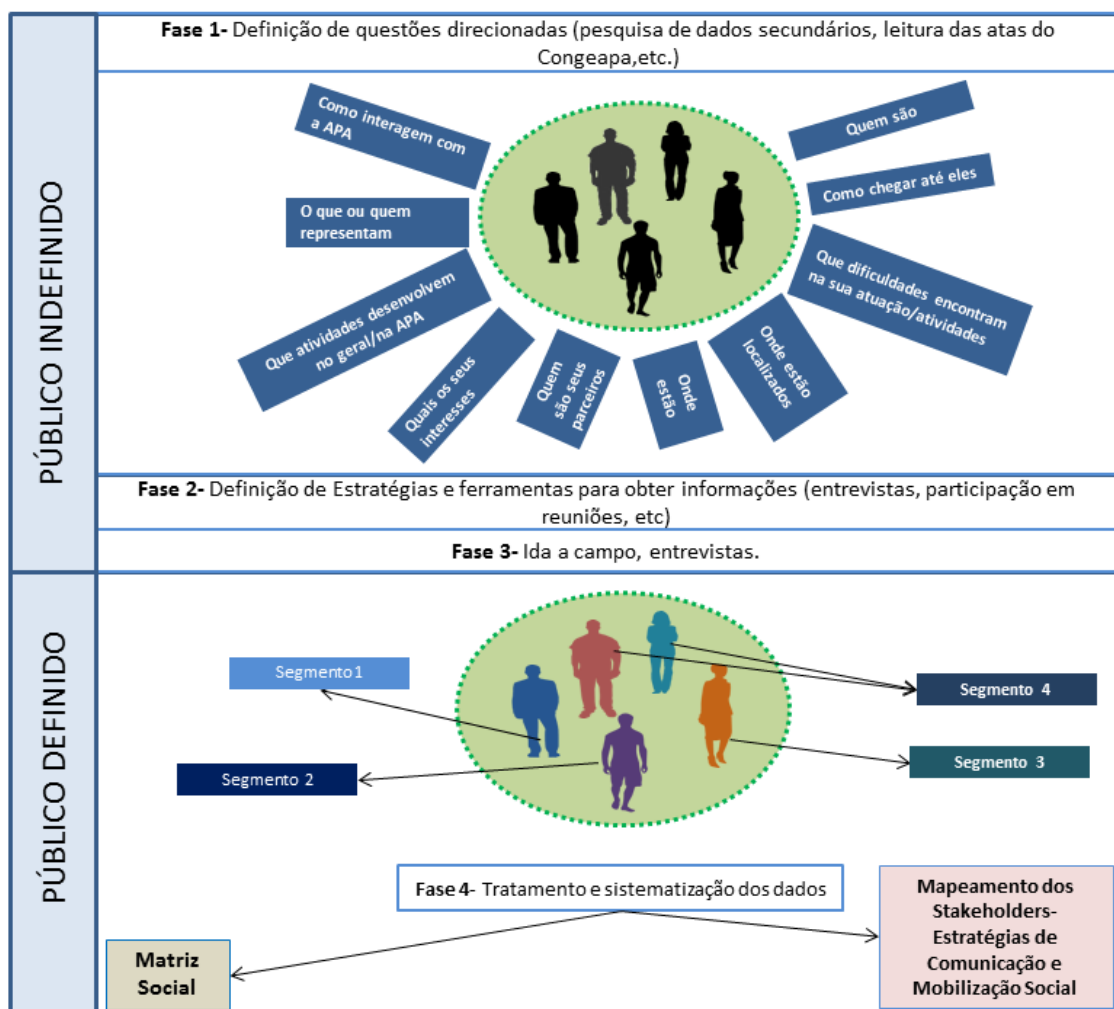 PÚBLICO INDEFINIDO
Fase 1- Definição de questões direcionadas (pesquisa de dados secundários, leitura das atas do
Congeapa,etc.)
Como interagem com
a APA
O que ou quem
representam
Que atividades desenvolvem
no geral/na APA
Quais os seus
interesses
Quem
são seus
parceiros
Onde
estão
Onde estão
localizados
Que dificuldades encontram
na sua atuação/atividades
Como chegar até eles
Quem são
Fase 2- Definição de Estratégias e ferramentas para obter informações (entrevistas, participação em
reuniões, etc)
Fase 3- Ida a campo, entrevistas.
PÚBLICO DEFINIDO
Segmento 1
Segmento 2
Segmento 4
Segmento 3
Fase 4- Tratamento e sistematização dos dados
Matriz
Social
Mapeamento dos
Stakeholders-
Estratégias de
Comunicação e
Mobilização Social